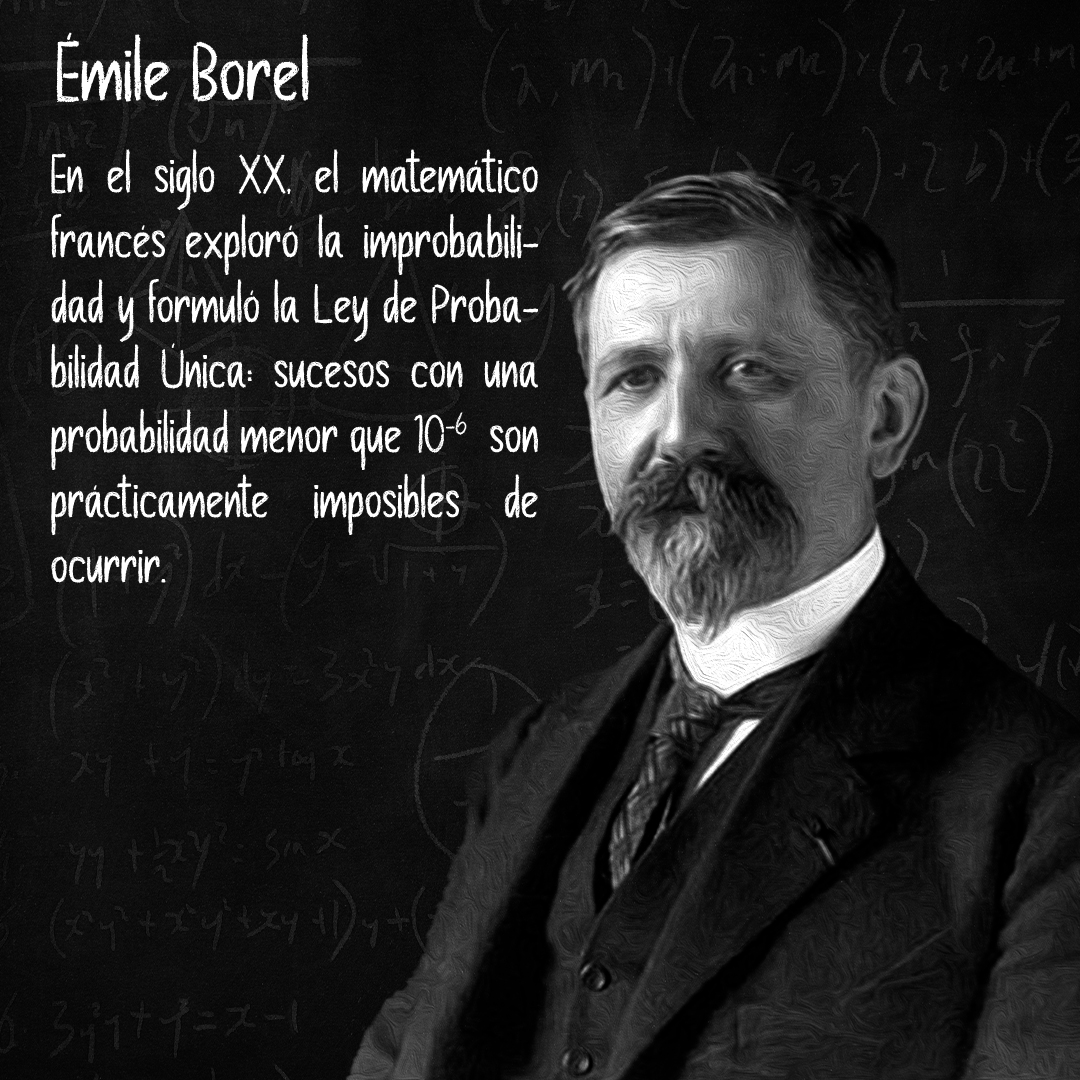 Émile Borel
En el siglo XX, el matemático
francés exploró la improbabili-
dad y formuló la Ley de Proba-
bilidad Única: sucesos con una
probabilidad menor que 10⁻⁶ son
prácticamente imposibles de
ocurrir.